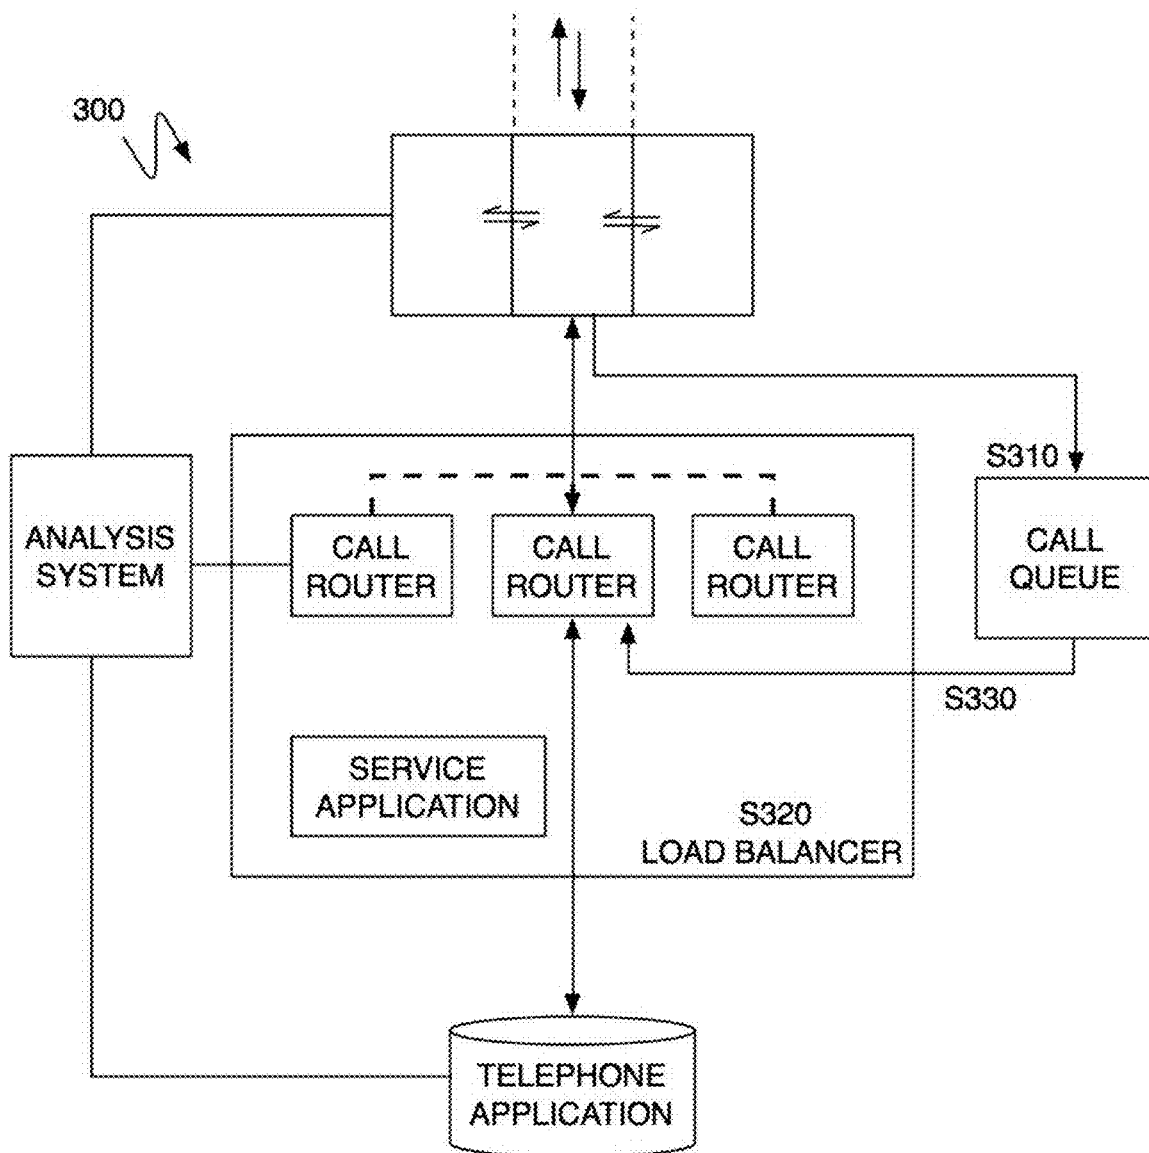 300
S310
ANALYSIS
SYSTEM
CALL
ROUTER
CALL
ROUTER
CALL
ROUTER
CALL
QUEUE
S330
SERVICE
APPLICATION
S320
LOAD BALANCER
TELEPHONE
APPLICATION